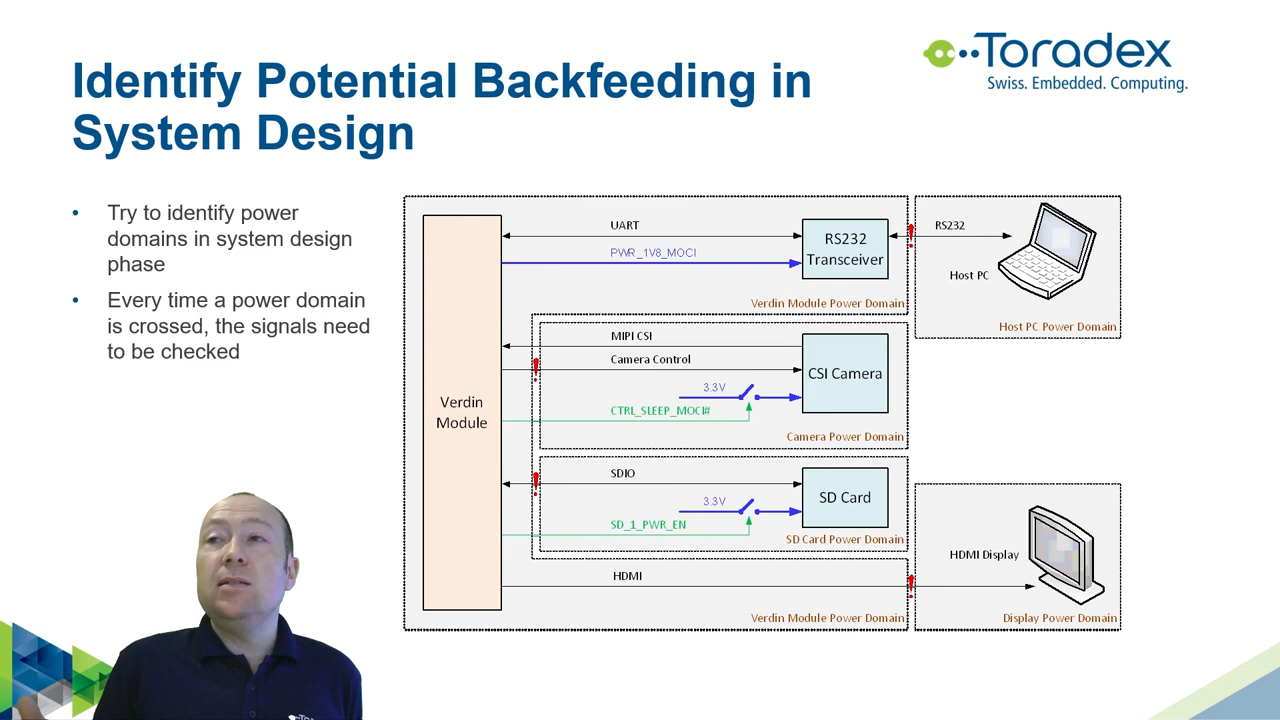 Toradex
Swiss. Embedded. Computing.
Identify Potential Backfeeding in
System Design
• Try to identify power
domains in system design
phase
• Every time a power domain
is crossed, the signals need
to be checked
Verdin
Module
UART
PWR_1V8_MOCI
RS232
Transceiver
Verdin Module Power Domain
! RS232
Host PC
Host PC Power Domain
MIPI CSI
! Camera Control
3.3V
CTRL_SLEEP_MOCI#
CSI Camera
Camera Power Domain
! SDIO
3.3V
SD_1_PWR_EN
SD Card
SD Card Power Domain
HDMI
Verdin Module Power Domain
!
HDMI Display
Display Power Domain